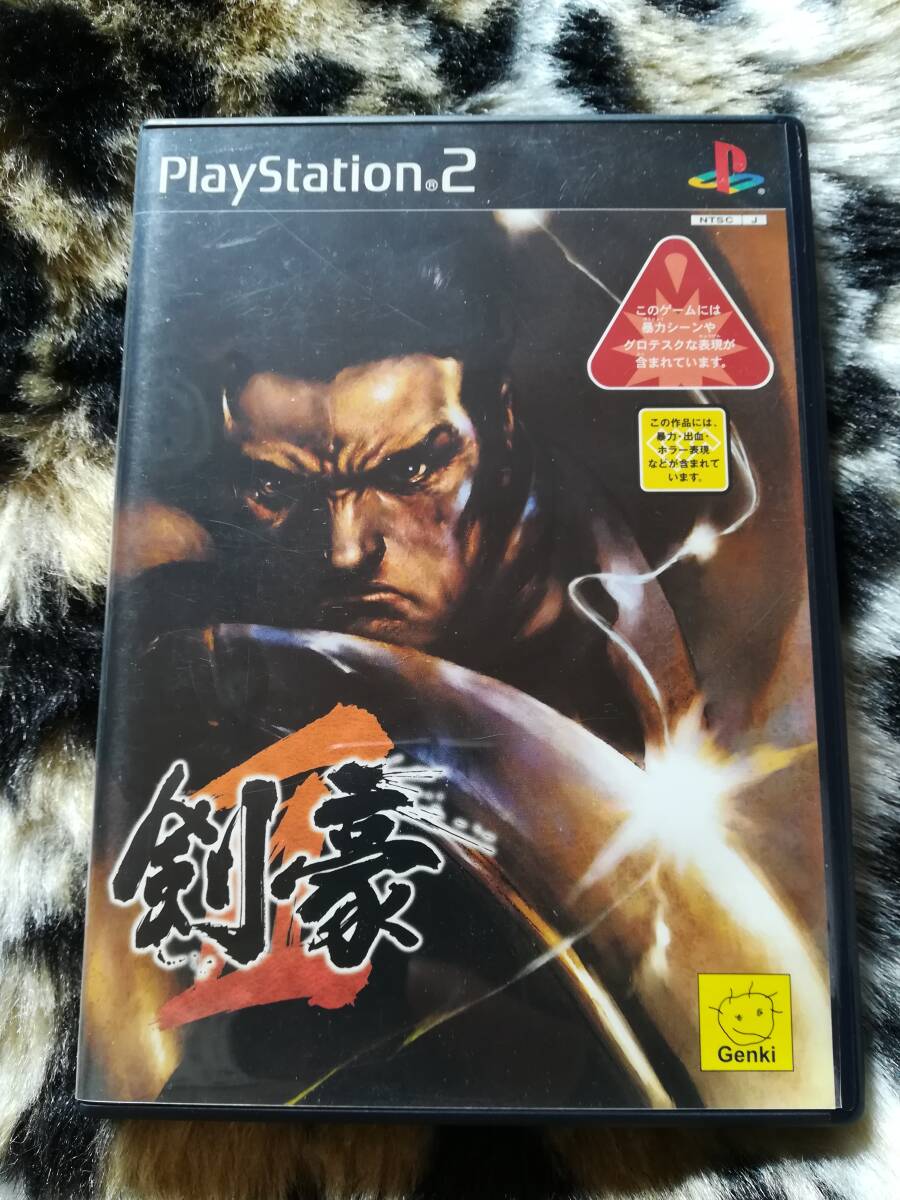 PlayStation®2
NTSC J
このゲームには
暴力シーンや
グロテスクな表現が
含まれています。
この作品には、
暴力・出血・
ホラー表現
などが含まれて
います。
剣豪
Genki